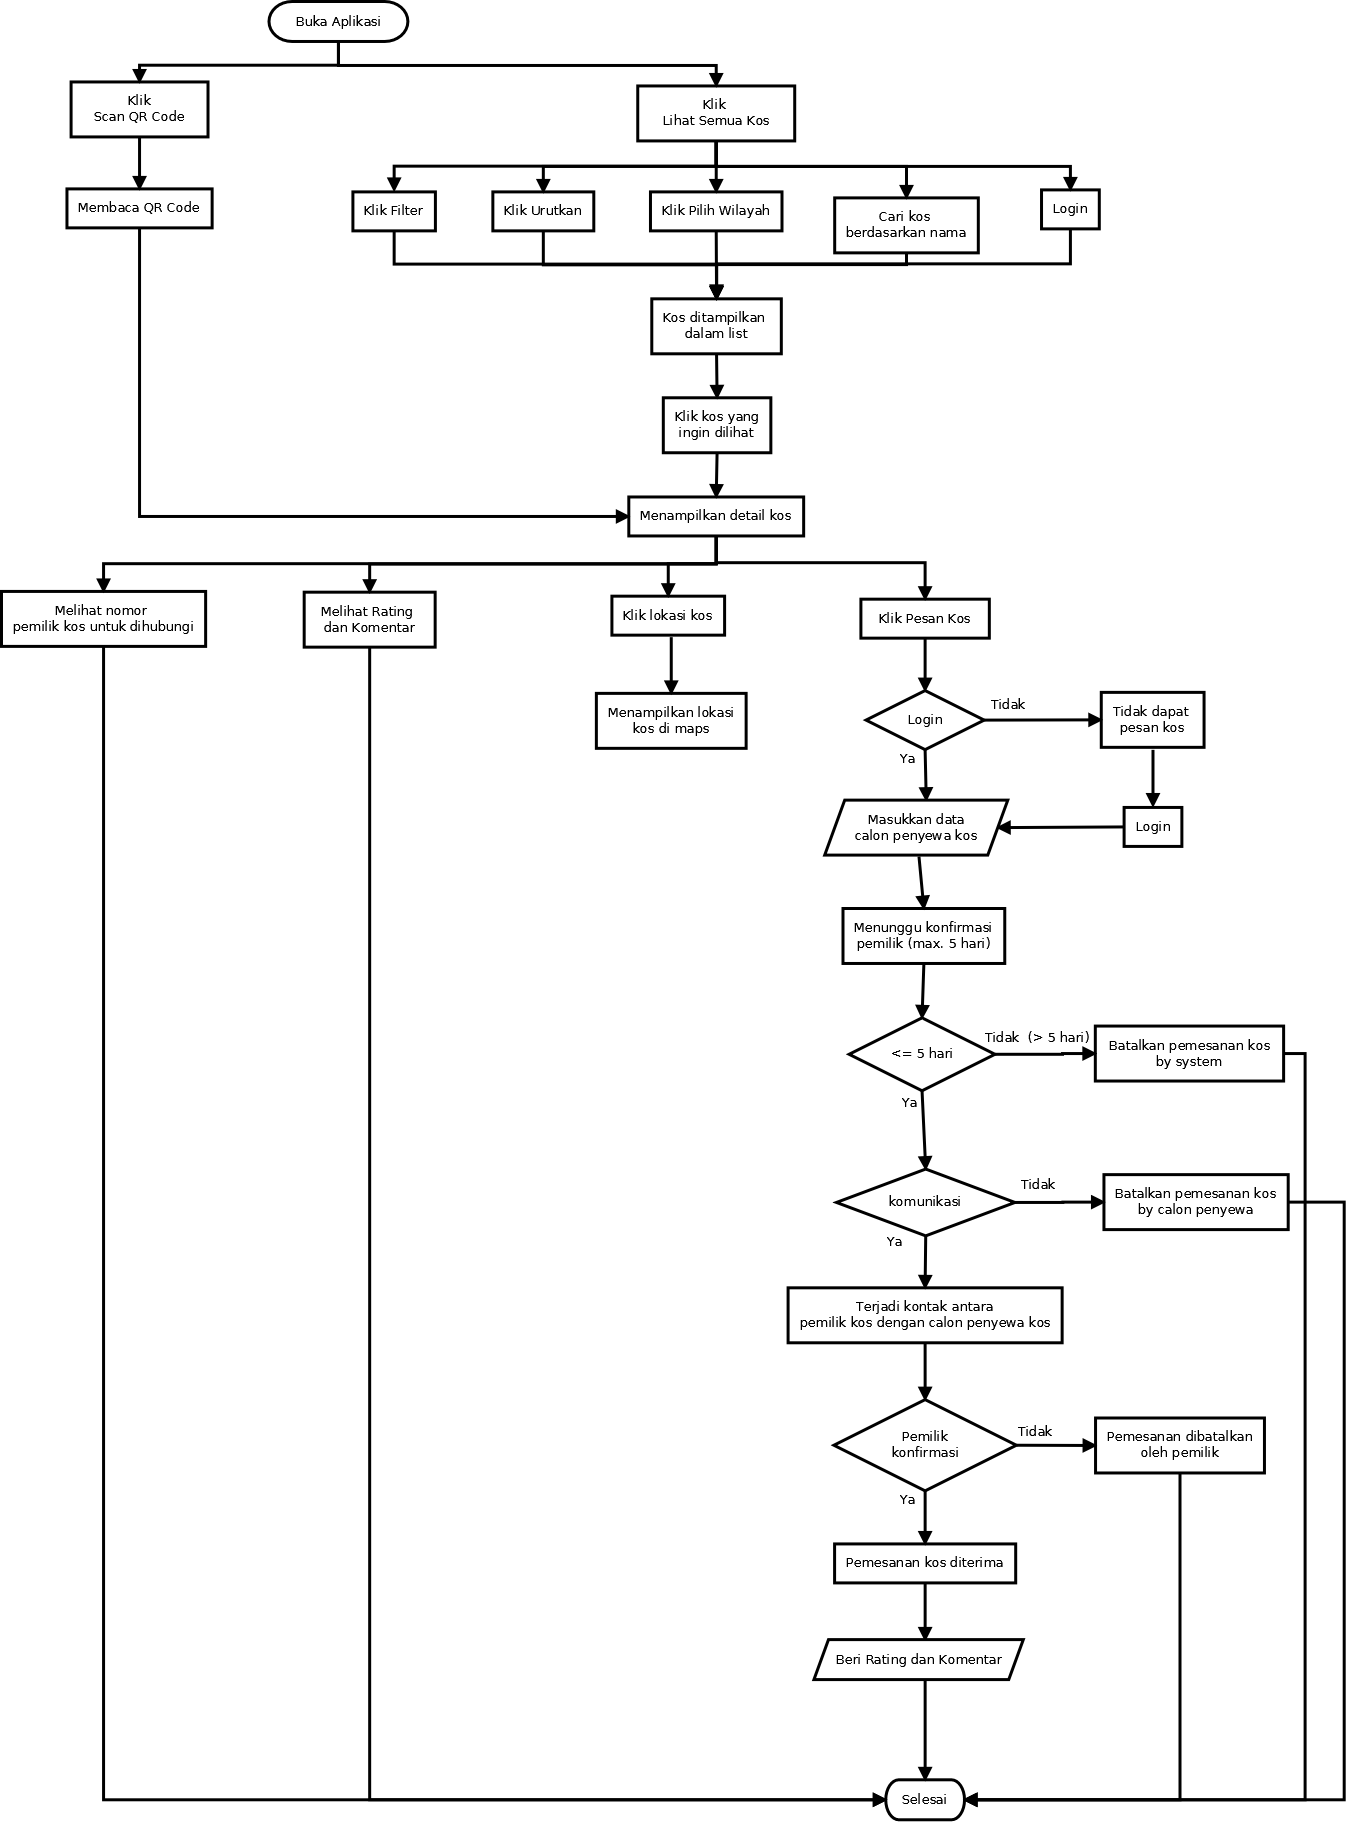 Buka Aplikasi
Klik
Scan QR Code
Klik
Lihat Semua Kos
Membaca QR Code
Klik Filter
Klik Urutkan
Klik Pilih Wilayah
Cari kos
berdasarkan nama
Login
Kos ditampilkan
dalam list
Klik kos yang
ingin dilihat
Menampilkan detail kos
Melihat nomor
pemilik kos untuk dihubungi
Melihat Rating
dan Komentar
Klik lokasi kos
Klik Pesan Kos
Menampilkan lokasi
kos di maps
Login
Tidak
Tidak dapat
pesan kos
Ya
Masukkan data
calon penyewa kos
Login
Menunggu konfirmasi
pemilik (max. 5 hari)
<= 5 hari
Tidak (> 5 hari)
Batalkan pemesanan kos
by system
Ya
komunikasi
Tidak
Batalkan pemesanan kos
by calon penyewa
Ya
Terjadi kontak antara
pemilik kos dengan calon penyewa kos
Pemilik
konfirmasi
Tidak
Pemesanan dibatalkan
oleh pemilik
Ya
Pemesanan kos diterima
Beri Rating dan Komentar
Selesai